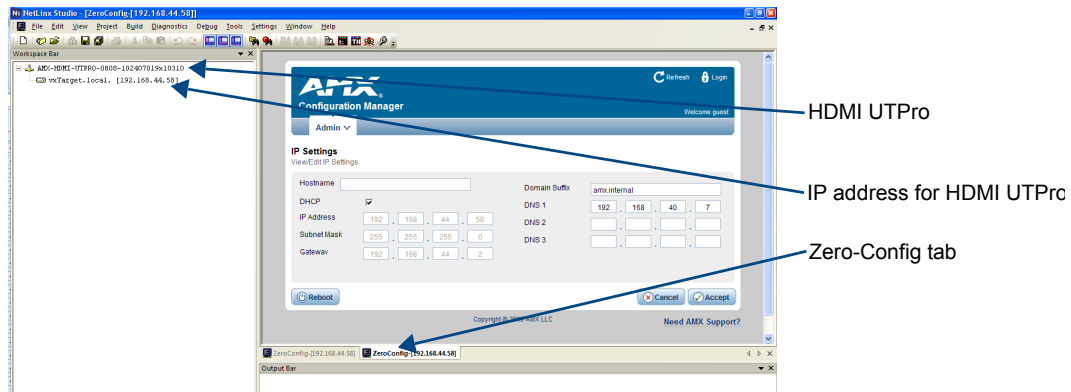 NetLinx Studio - [ZeroConfig-[192.168.44.58]]
File Edit View Project Build Diagnostics Debug Tools Settings Window Help
Workspace Bar
AMX-HDMI-UTPRO-0808-102407019x10310
vxTarget.local. [192.168.44.58]
AMX
Configuration Manager
Refresh Login
Welcome guest
Admin
IP Settings
View/Edit IP Settings
Hostname
DHCP
IP Address 192 . 168 . 44 . 58
Subnet Mask 255 . 255 . 255 . 0
Gateway 192 . 168 . 44 . 2
Domain Suffix amx.internal
DNS 1 192 . 168 . 40 . 7
DNS 2
DNS 3
Reboot
Cancel Accept
Copyright © AMX LLC
Need AMX Support?
ZeroConfig-[192.168.44.58] ZeroConfig-[192.168.44.58]
Output Bar
HDMI UTPro
IP address for HDMI UTPro
Zero-Config tab